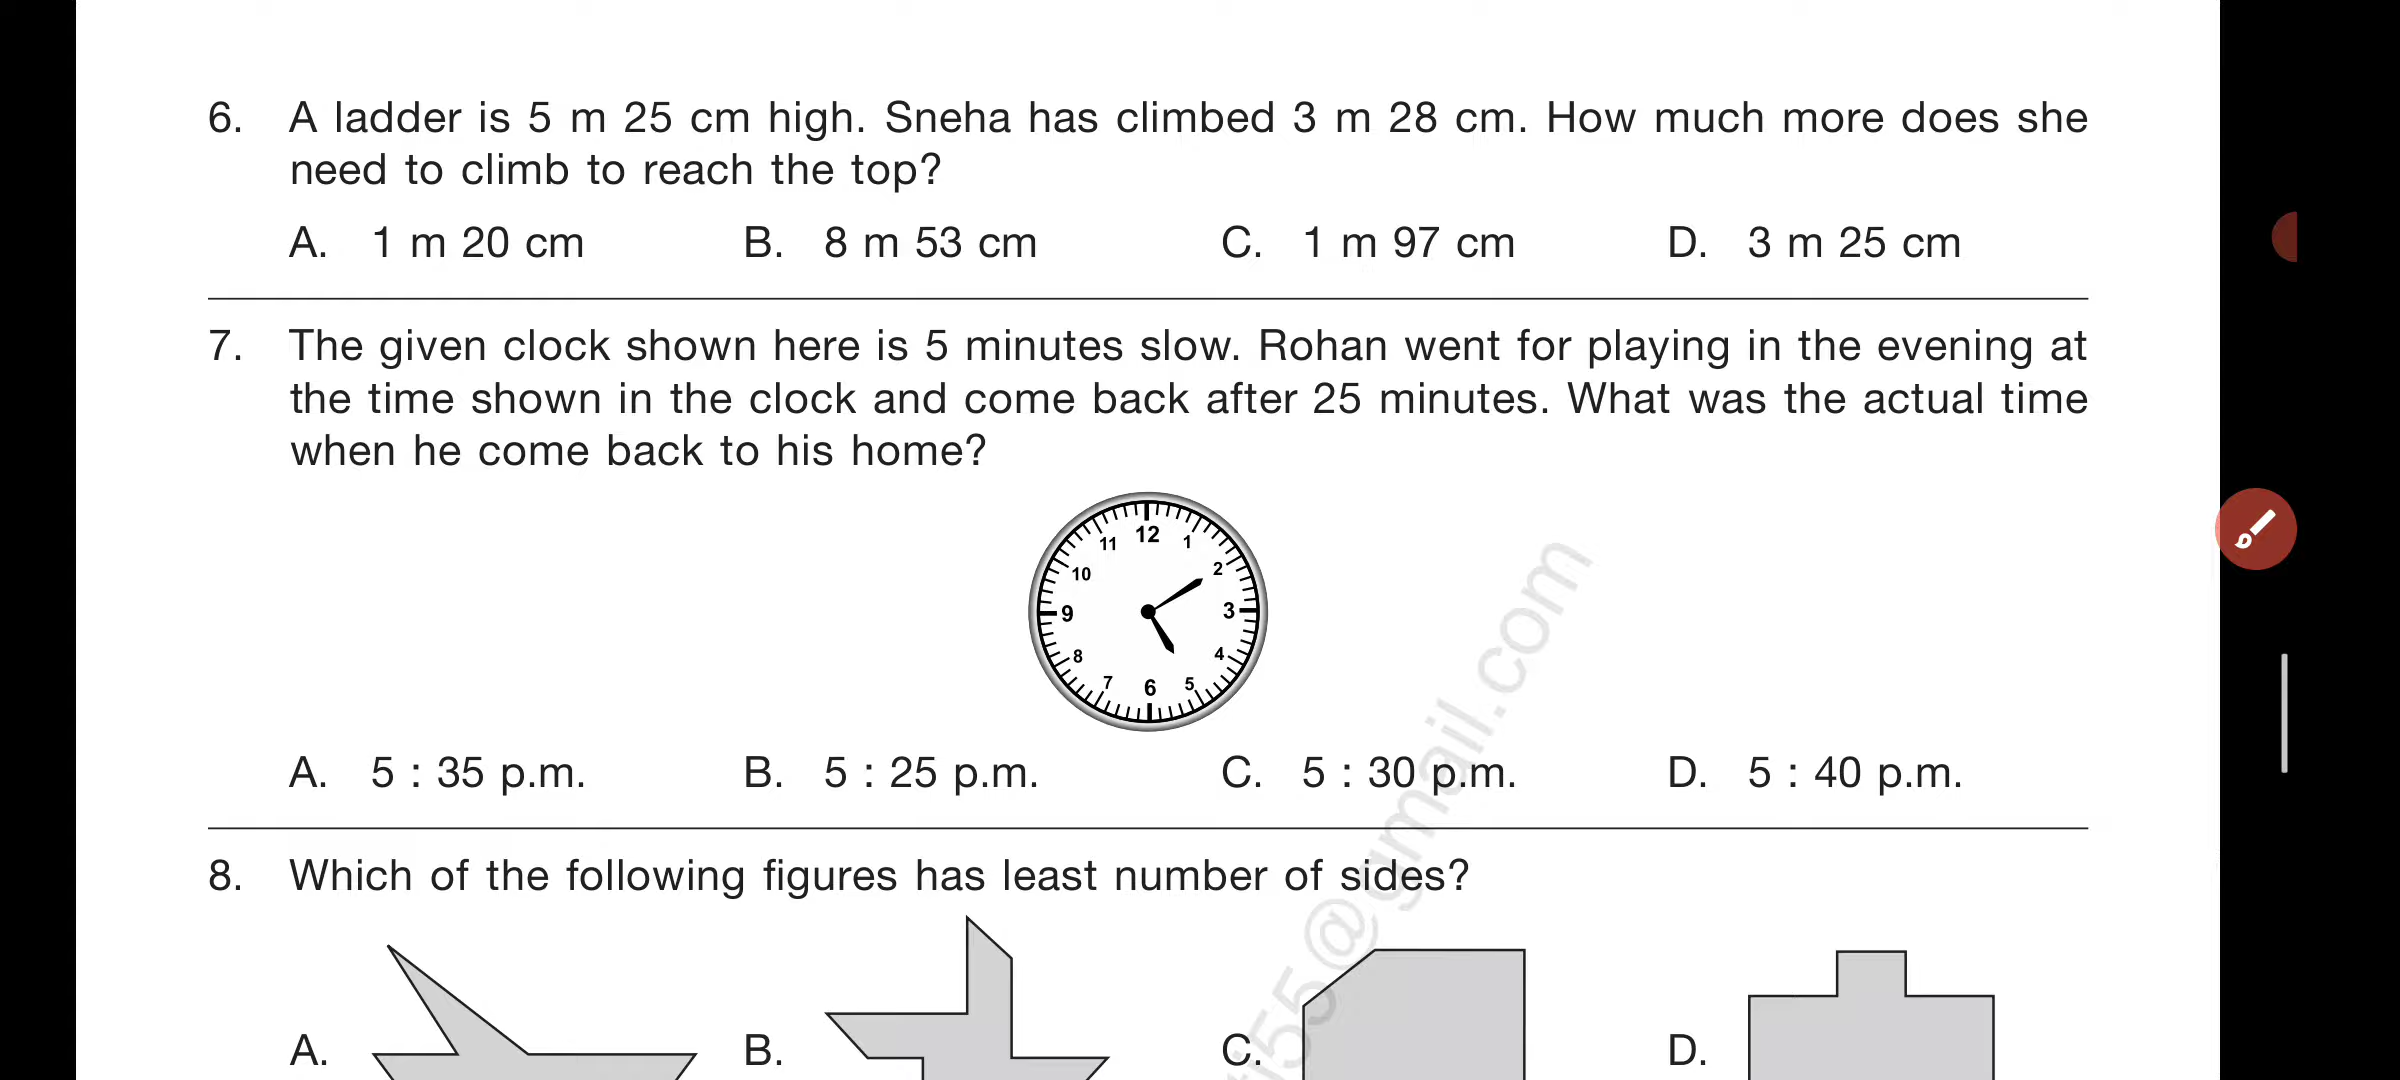 6. A ladder is 5 m 25 cm high. Sneha has climbed 3 m 28 cm. How much more does she
need to climb to reach the top?
A. 1 m 20 cm B. 8 m 53 cm C. 1 m 97 cm D. 3 m 25 cm
7. The given clock shown here is 5 minutes slow. Rohan went for playing in the evening at
the time shown in the clock and come back after 25 minutes. What was the actual time
when he come back to his home?
12
11 1
10 2
9 3
8 4
7 6 5
A. 5 : 35 p.m. B. 5 : 25 p.m. C. 5 : 30 p.m. D. 5 : 40 p.m.
8. Which of the following figures has least number of sides?
A. B. C. D.
i55@gmail.com